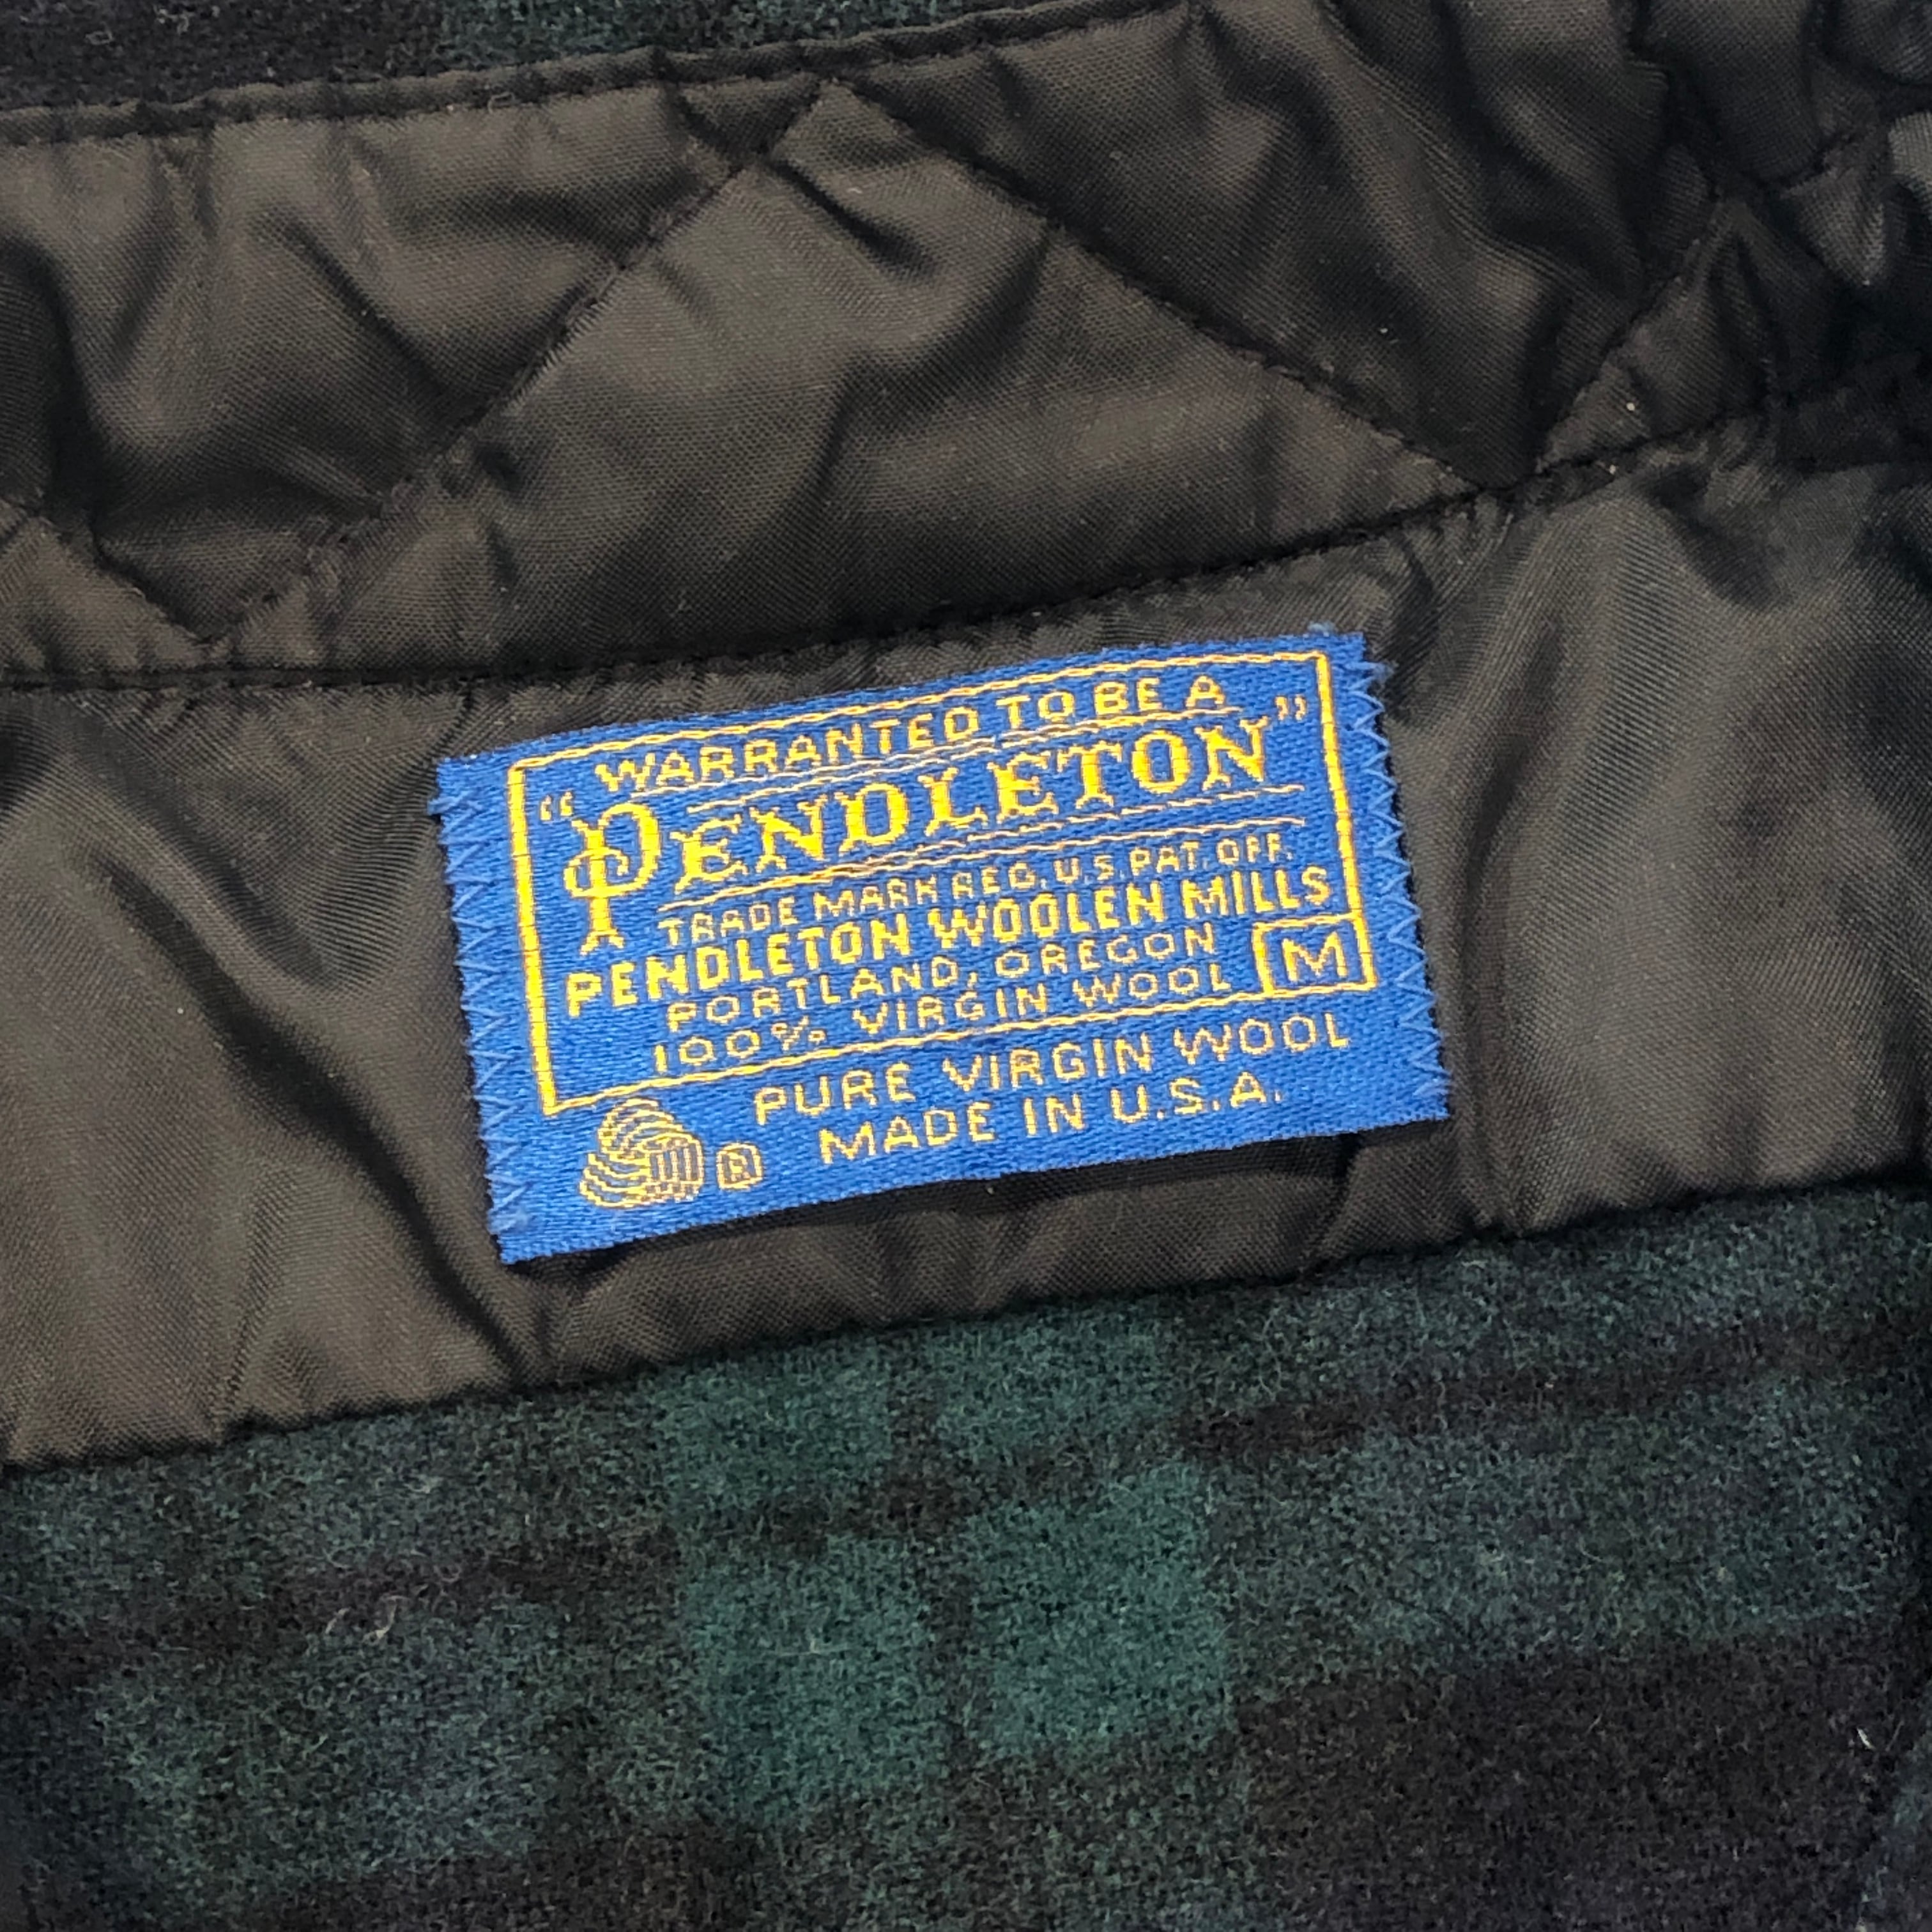 WARRANTED TO BE A
"PENDLETON"
TRADE MARK REG. U.S. PAT. OFF.
PENDLETON WOOLEN MILLS
PORTLAND, OREGON
100% VIRGIN WOOL M
PURE VIRGIN WOOL
® MADE IN U.S.A.